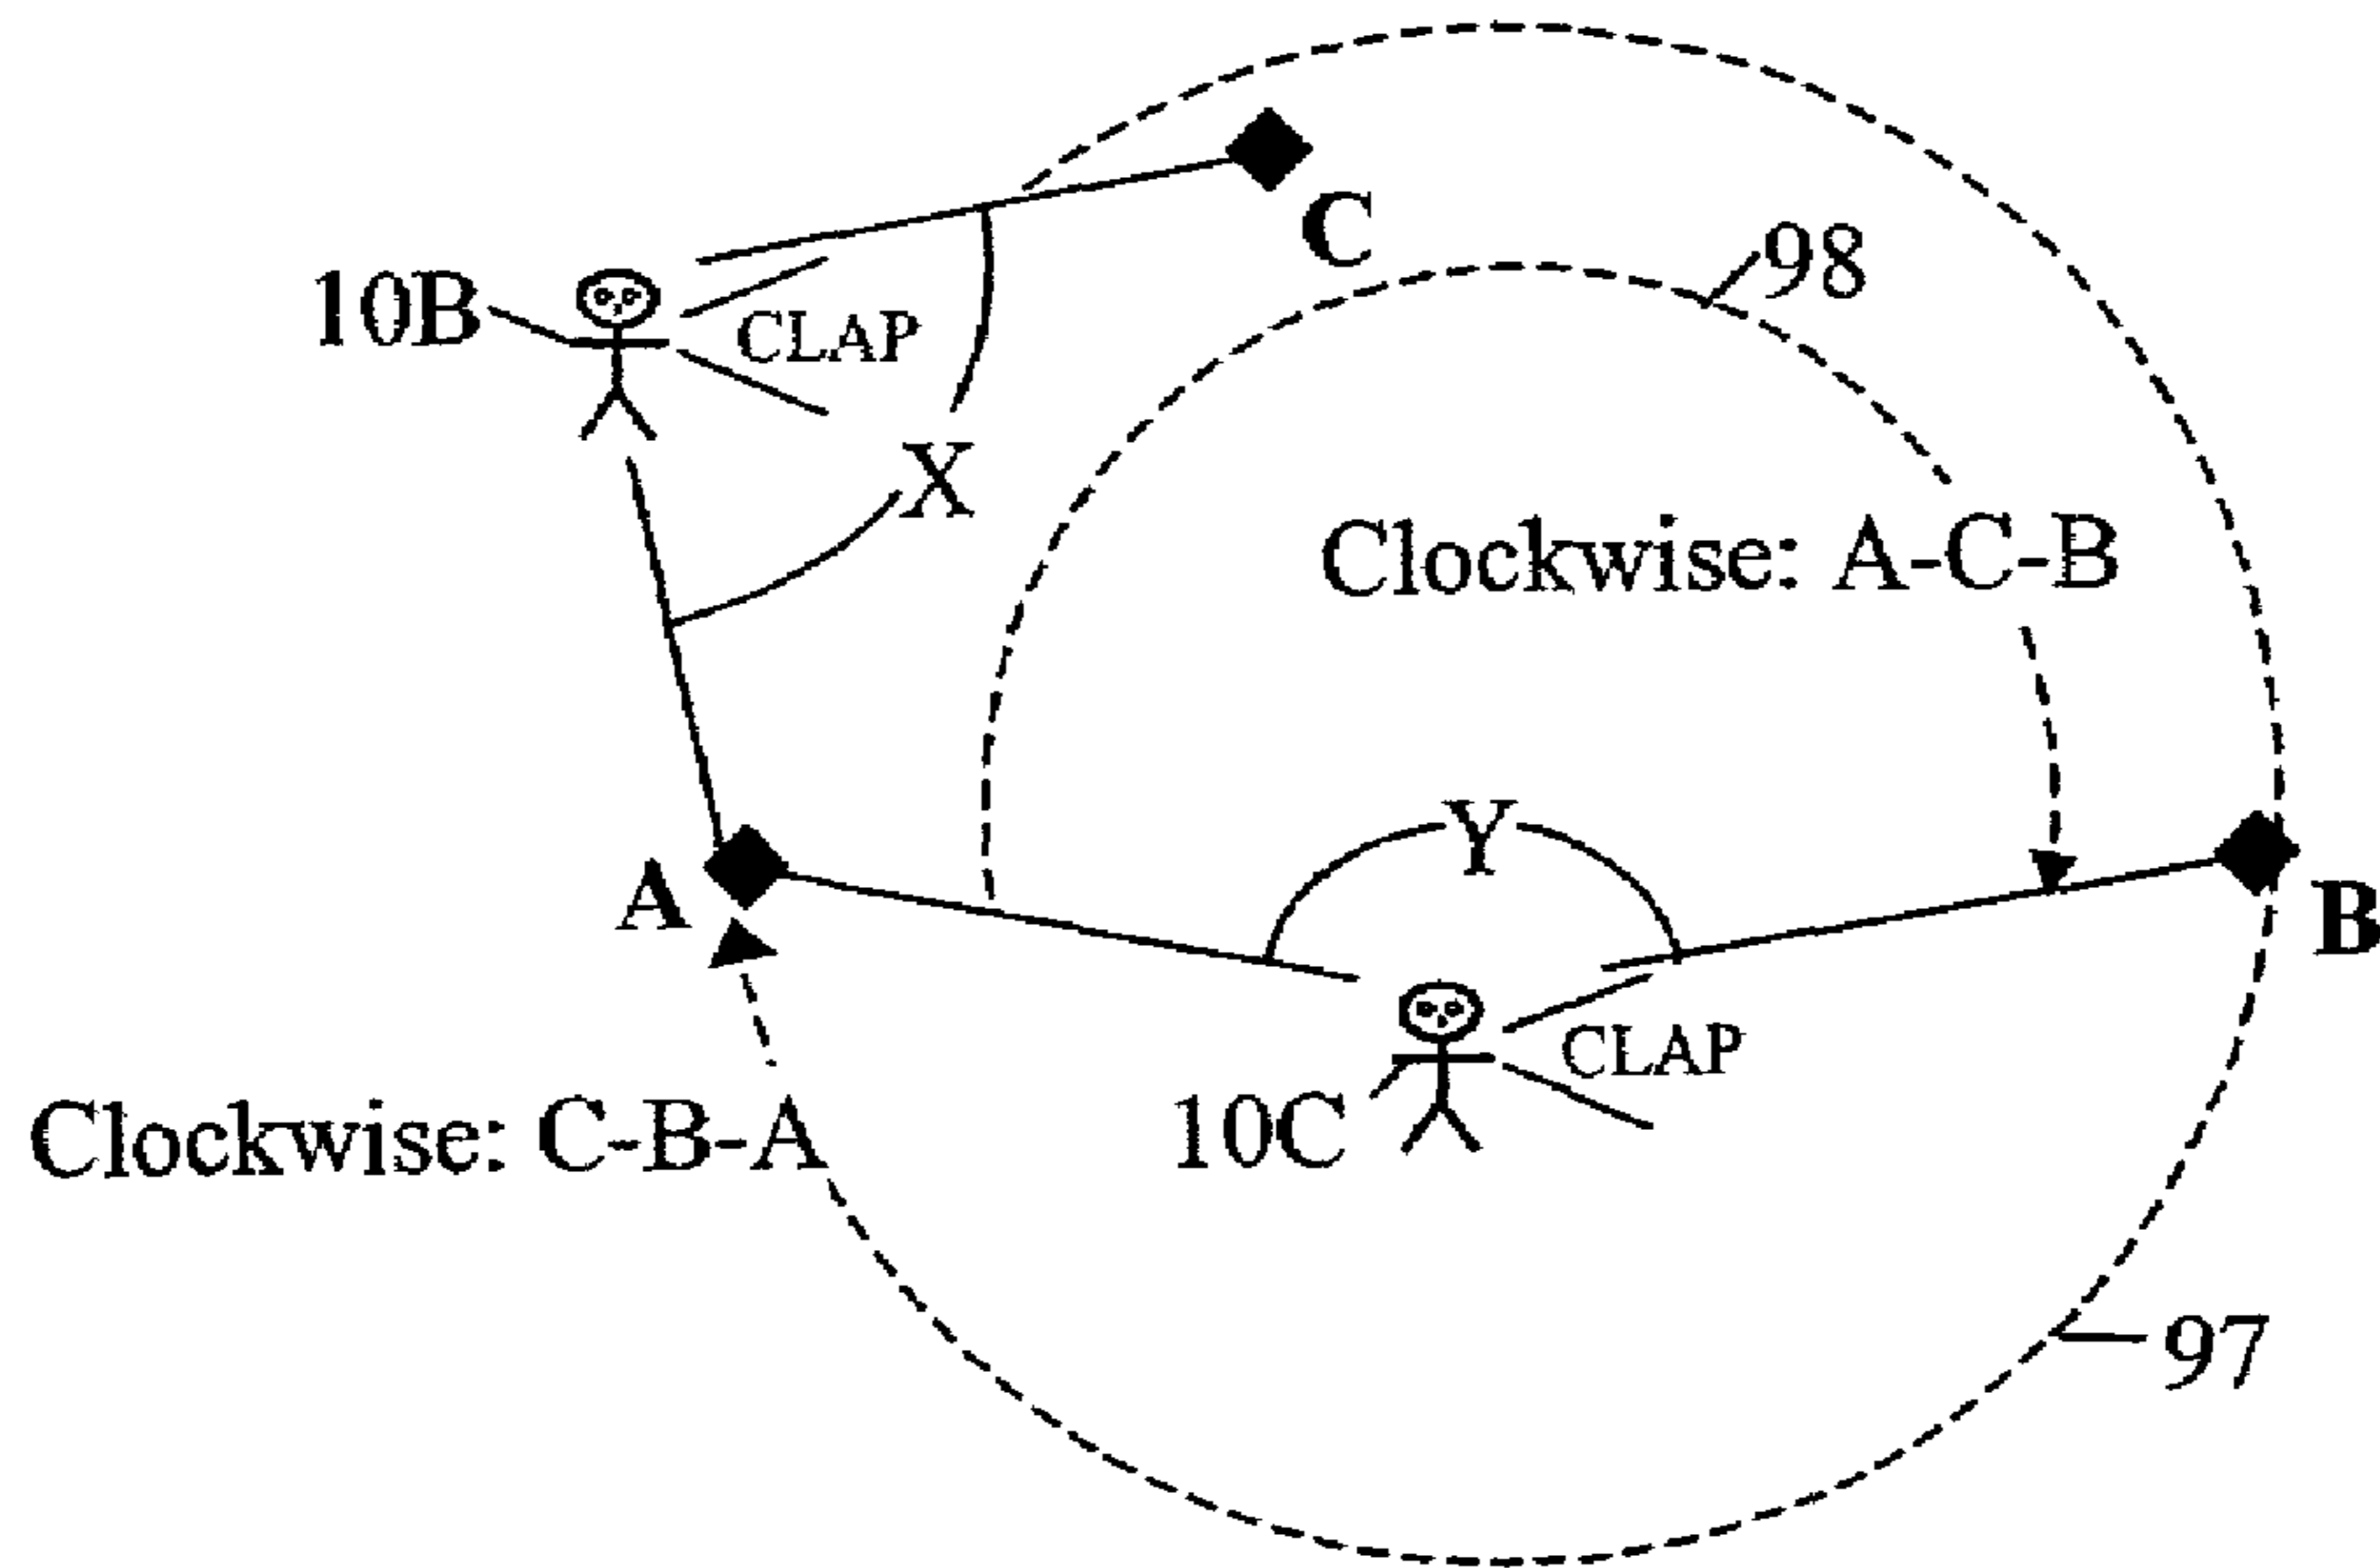 C
98
10B
CLAP
X
Clockwise: A-C-B
Y
A
B
CLAP
10C
Clockwise: C-B-A
97